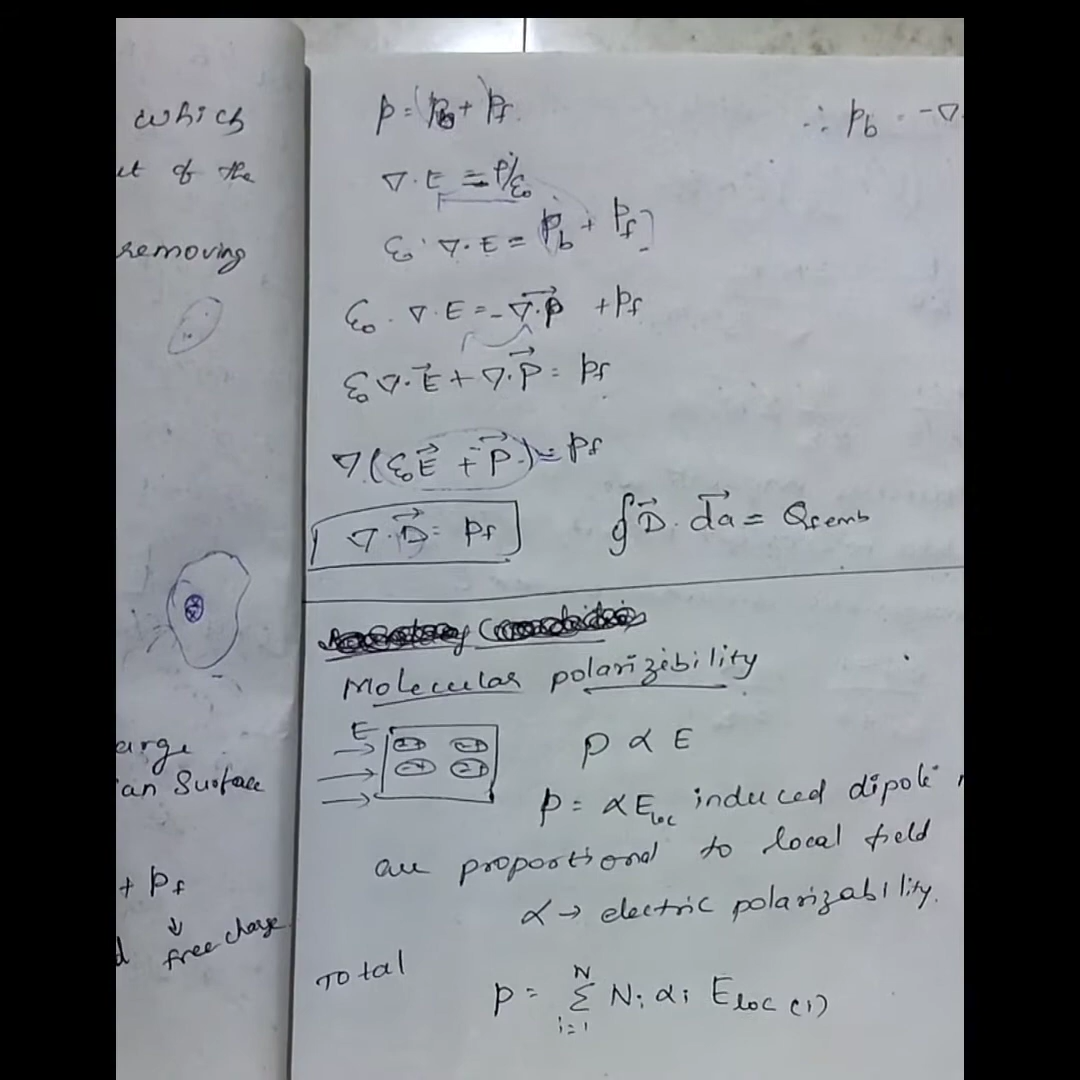 which
ut of the
removing
arge
an Surface
+ ρf
↓
d free charge
ρ = ρb + ρf
∴ ρb = -∇.
∇.E = ρ/ε₀
ε₀.∇.E = ρb + ρf]
ε₀.∇.E = -∇.P + ρf
ε₀∇.E⃗ + ∇.P⃗ = ρf
∇(ε₀E⃗ + P⃗) = ρf
∇.D⃗ = ρf
∮D⃗.da⃗ = Qfenb
Molecular polarizibility
E
p ∝ E
p = αEloc induced dipole
are proportional to local field
α → electric polarizability.
Total
p = Σ N i=1 Ni αi Eloc(i)